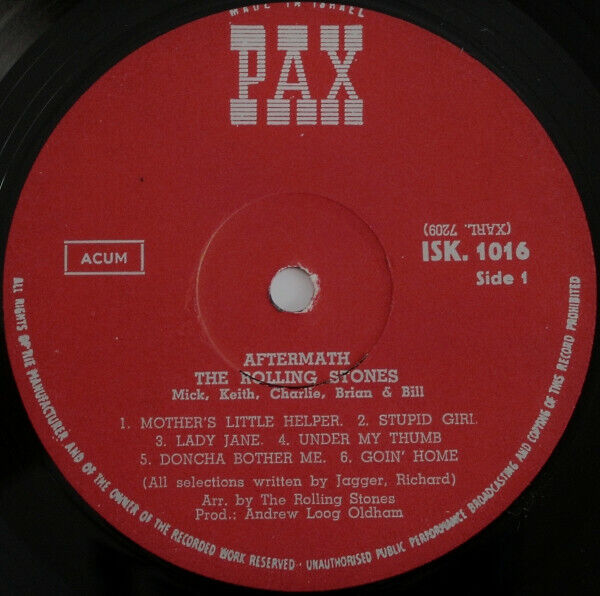 MADE IN ISRAEL
PAX
(XARL. 7209)
ISK. 1016
Side 1
ACUM
AFTERMATH
THE ROLLING STONES
Mick, Keith, Charlie, Brian & Bill
1. MOTHER'S LITTLE HELPER. 2. STUPID GIRL
3. LADY JANE. 4. UNDER MY THUMB
5. DONCHA BOTHER ME. 6. GOIN' HOME
(All selections written by Jagger, Richard)
Arr. by The Rolling Stones
Prod.: Andrew Loog Oldham
ALL RIGHTS OF THE MANUFACTURER AND OF THE OWNER OF THE RECORDED WORK RESERVED · UNAUTHORISED PUBLIC PERFORMANCE BROADCASTING AND COPYING OF THIS RECORD PROHIBITED